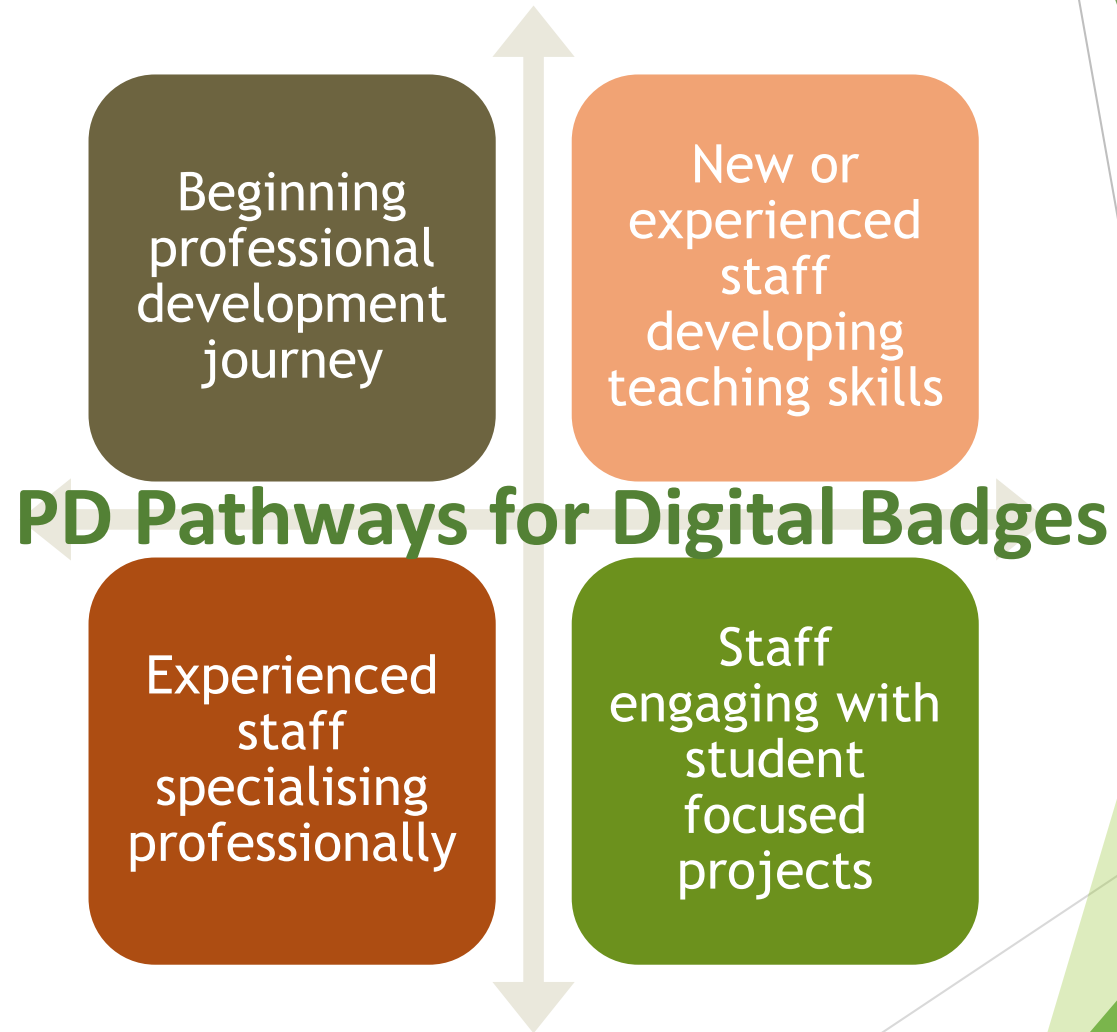 Beginning
professional
development
journey
New or
experienced
staff
developing
teaching skills
PD Pathways for Digital Badges
Experienced
staff
specialising
professionally
Staff
engaging with
student
focused
projects